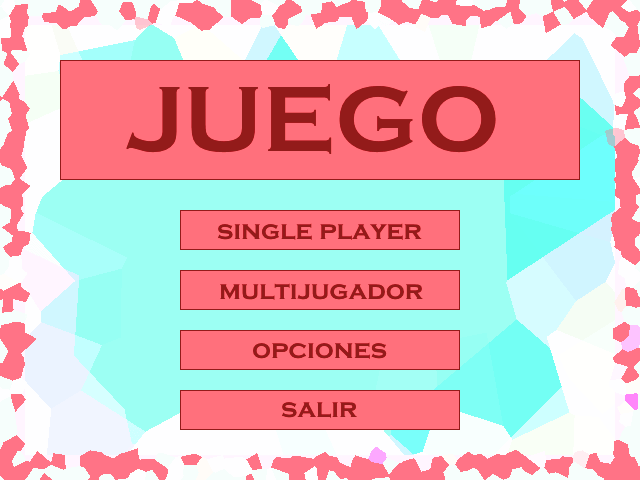 JUEGO
SINGLE PLAYER
MULTIJUGADOR
OPCIONES
SALIR